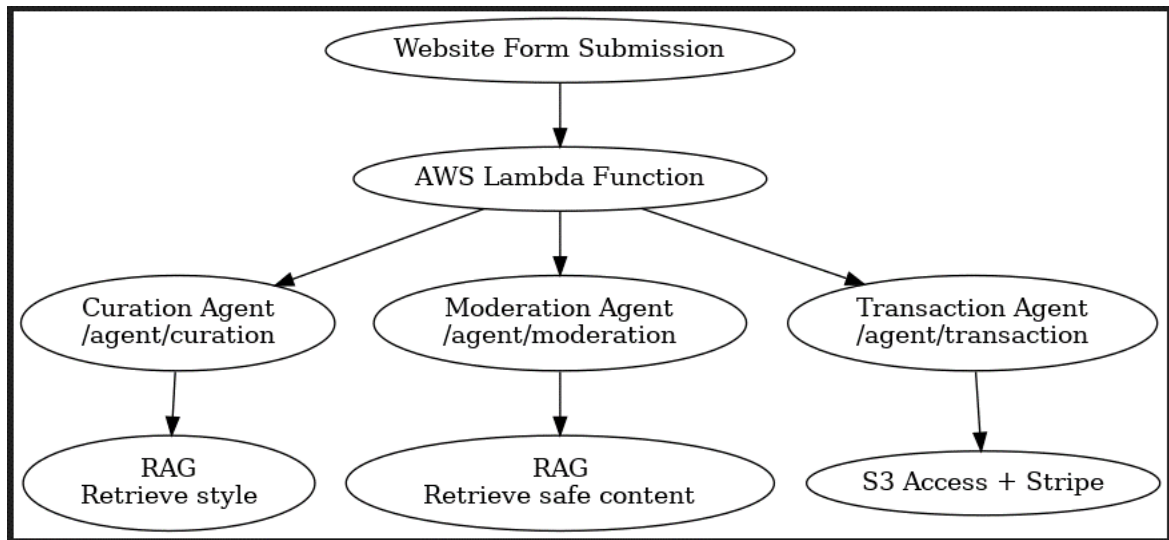 Website Form Submission
AWS Lambda Function
Curation Agent
/agent/curation
Moderation Agent
/agent/moderation
Transaction Agent
/agent/transaction
RAG
Retrieve style
RAG
Retrieve safe content
S3 Access + Stripe